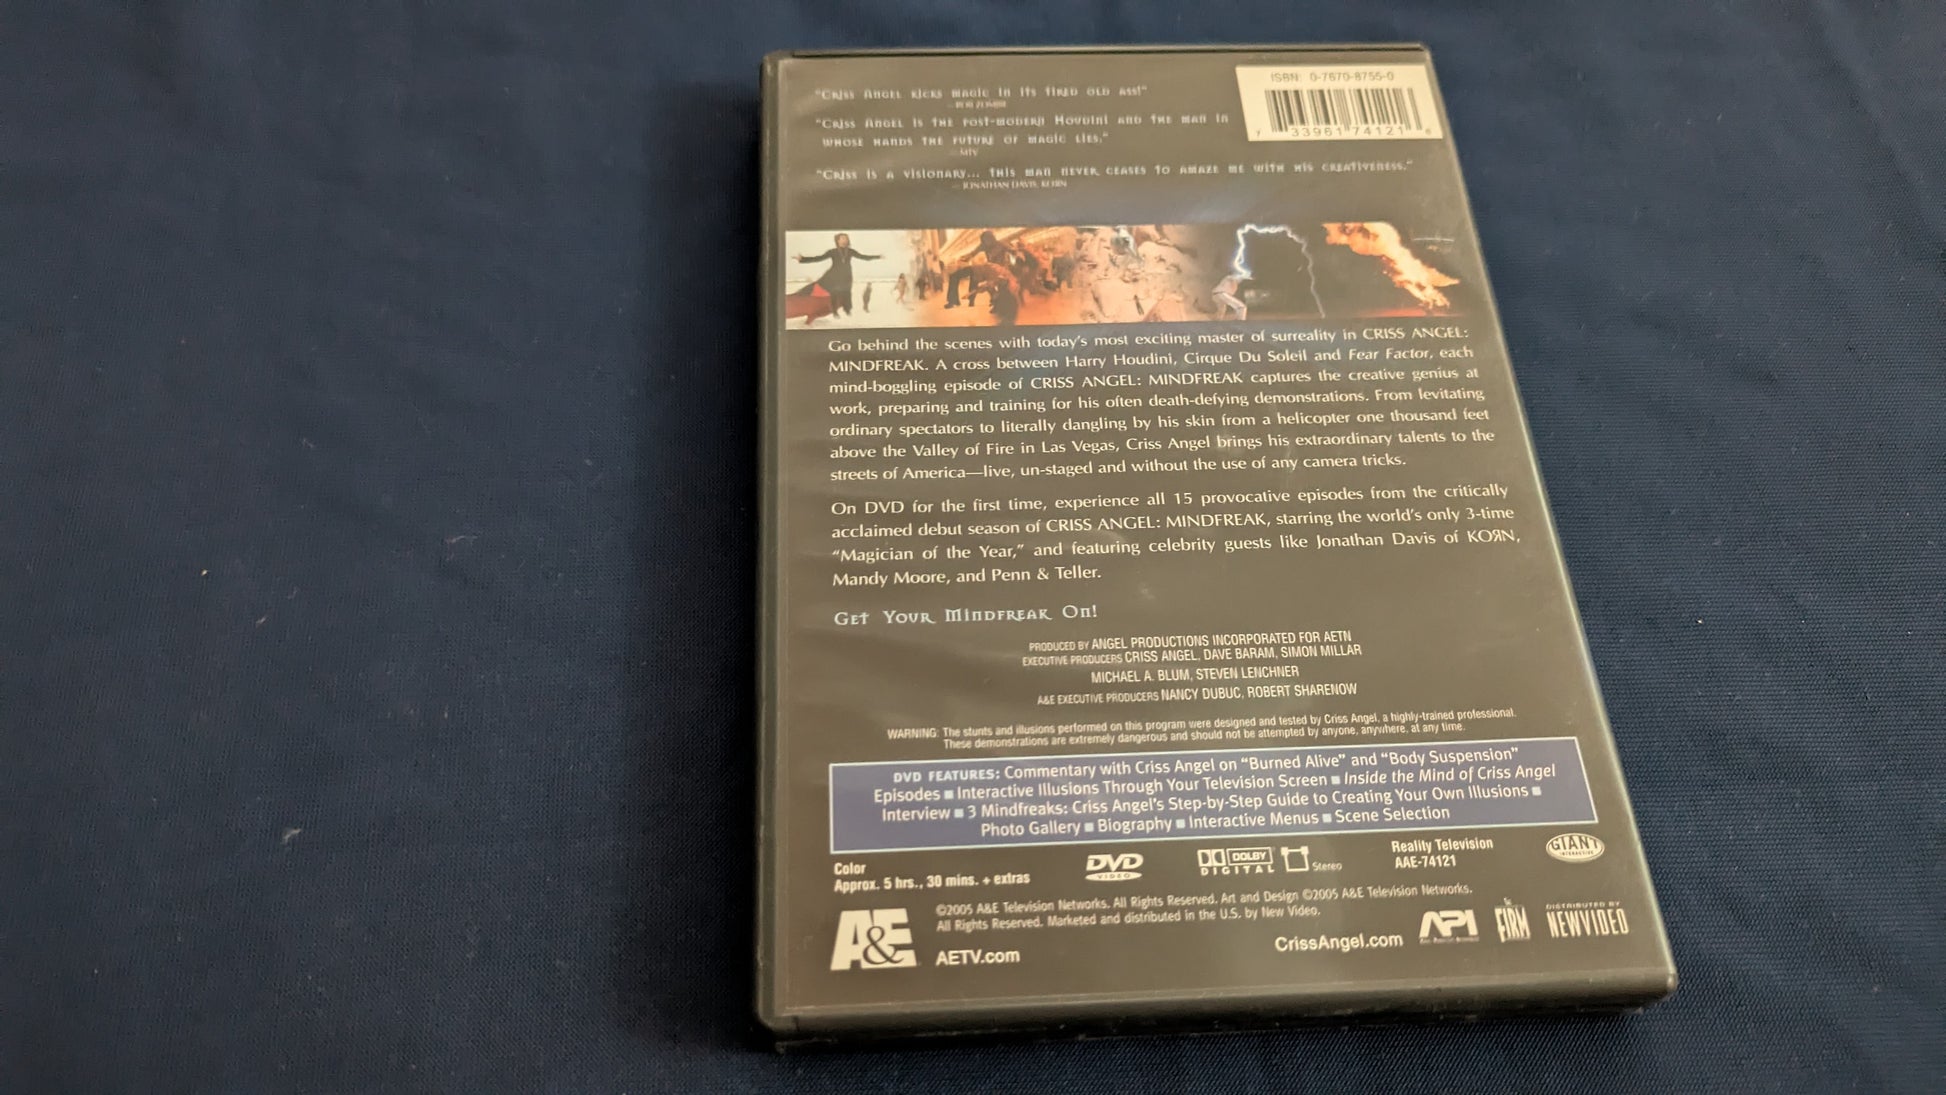 "Criss Angel kicks magic in its tired old ass!"
— Rob Zombie
"Criss Angel is the post-modern Houdini and the man in
whose hands the future of magic lies."
— MTV
"Criss is a visionary... this man never ceases to amaze me with his creativeness."
— Jonathan Davis, Korn
ISBN: 0-7670-8755-0
7 33961 74121 6
Go behind the scenes with today's most exciting master of surreality in CRISS ANGEL:
MINDFREAK. A cross between Harry Houdini, Cirque Du Soleil and Fear Factor, each
mind-boggling episode of CRISS ANGEL: MINDFREAK captures the creative genius at
work, preparing and training for his often death-defying demonstrations. From levitating
ordinary spectators to literally dangling by his skin from a helicopter one thousand feet
above the Valley of Fire in Las Vegas, Criss Angel brings his extraordinary talents to the
streets of America—live, un-staged and without the use of any camera tricks.
On DVD for the first time, experience all 15 provocative episodes from the critically
acclaimed debut season of CRISS ANGEL: MINDFREAK, starring the world's only 3-time
"Magician of the Year," and featuring celebrity guests like Jonathan Davis of KOЯN,
Mandy Moore, and Penn & Teller.
Get Your Mindfreak On!
PRODUCED BY ANGEL PRODUCTIONS INCORPORATED FOR AETN
EXECUTIVE PRODUCERS CRISS ANGEL, DAVE BARAM, SIMON MILLAR
MICHAEL A. BLUM, STEVEN LENCHNER
A&E EXECUTIVE PRODUCERS NANCY DUBUC, ROBERT SHARENOW
WARNING: The stunts and illusions performed on this program were designed and tested by Criss Angel, a highly-trained professional.
These demonstrations are extremely dangerous and should not be attempted by anyone, anywhere, at any time.
DVD FEATURES: Commentary with Criss Angel on "Burned Alive" and "Body Suspension"
Episodes ■ Interactive Illusions Through Your Television Screen ■ Inside the Mind of Criss Angel
Interview ■ 3 Mindfreaks: Criss Angel's Step-by-Step Guide to Creating Your Own Illusions ■
Photo Gallery ■ Biography ■ Interactive Menus ■ Scene Selection
Color
Approx. 5 hrs., 30 mins. + extras
DVD
VIDEO
DOLBY
DIGITAL
Stereo
Reality Television
AAE-74121
GIANT
INTERACTIVE
©2005 A&E Television Networks. All Rights Reserved. Art and Design ©2005 A&E Television Networks.
All Rights Reserved. Marketed and distributed in the U.S. by New Video.
A&E
AETV.com
CrissAngel.com
API
THE
FIRM
DISTRIBUTED BY
NEWVIDEO